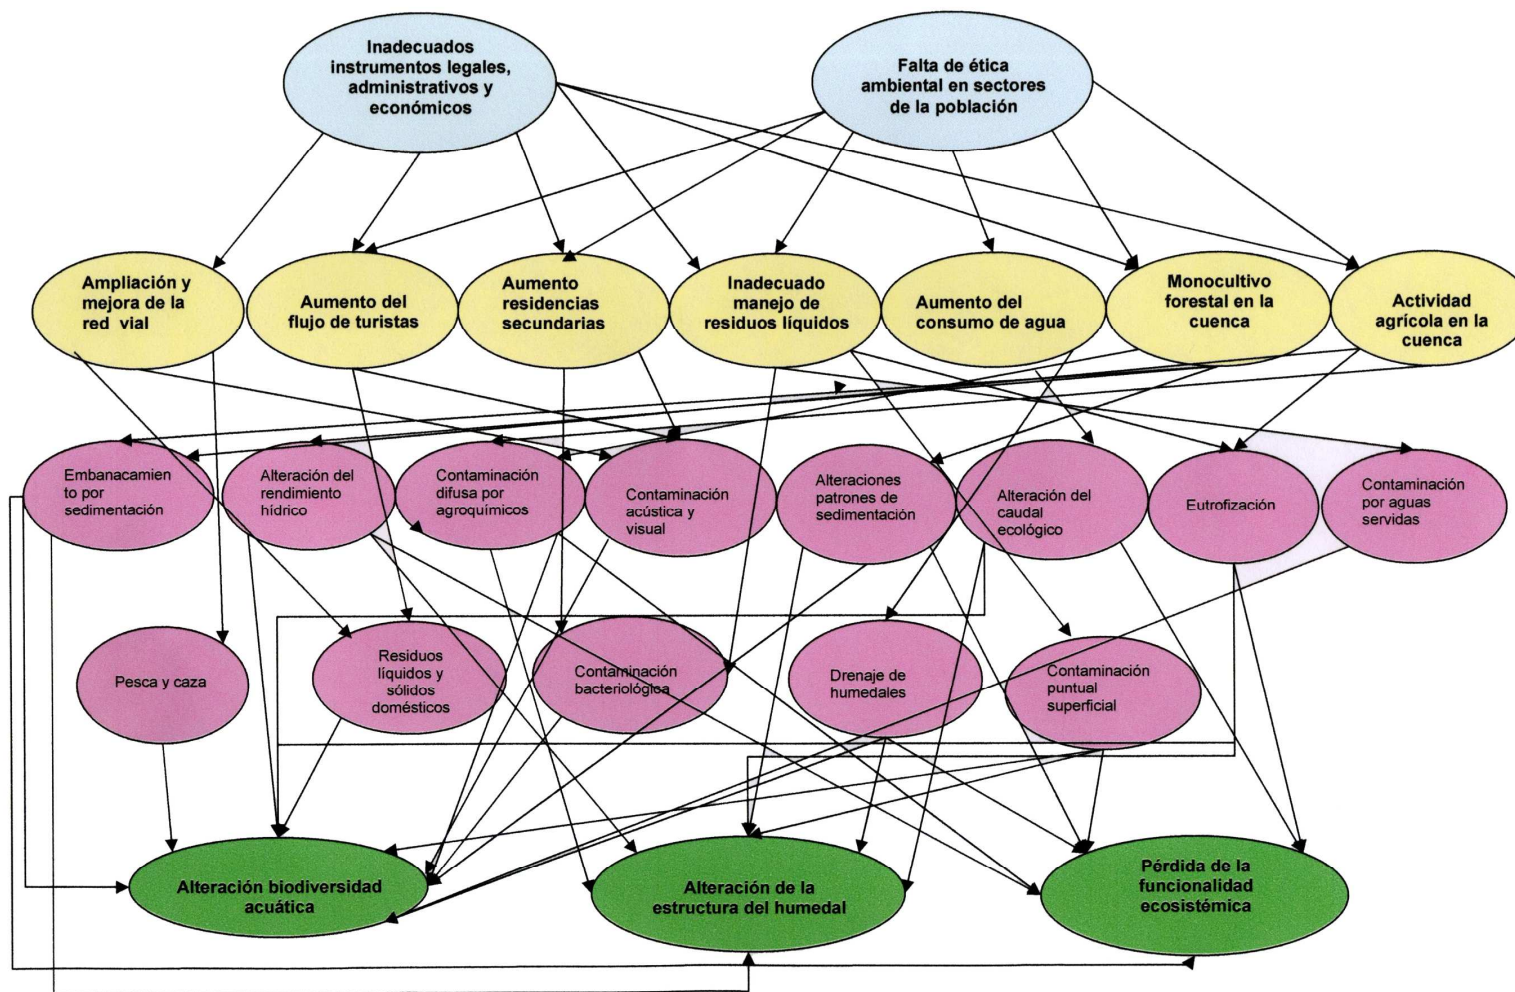 Inadecuados
instrumentos legales,
administrativos y
económicos
Falta de ética
ambiental en sectores
de la población
Ampliación y
mejora de la
red vial
Aumento del
flujo de turistas
Aumento
residencias
secundarias
Inadecuado
manejo de
residuos líquidos
Aumento del
consumo de agua
Monocultivo
forestal en la
cuenca
Actividad
agrícola en la
cuenca
Embanacamien
to por
sedimentación
Alteración del
rendimiento
hídrico
Contaminación
difusa por
agroquímicos
Contaminación
acústica y
visual
Alteraciones
patrones de
sedimentación
Alteración del
caudal
ecológico
Eutrofización
Contaminación
por aguas
servidas
Pesca y caza
Residuos
líquidos y
sólidos
domésticos
Contaminación
bacteriológica
Drenaje de
humedales
Contaminación
puntual
superficial
Alteración biodiversidad
acuática
Alteración de la
estructura del humedal
Pérdida de la
funcionalidad
ecosistémica